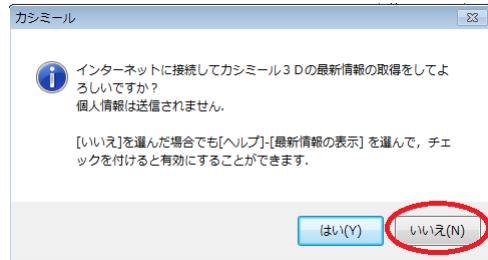 カシミール
インターネットに接続してカシミール３Ｄの最新情報の取得をしてよ
ろしいですか？
個人情報は送信されません．
[いいえ]を選んだ場合でも[ヘルプ]-[最新情報の表示] を選んで，チェ
ックを付けると有効にすることができます．
はい(Y)
いいえ(N)